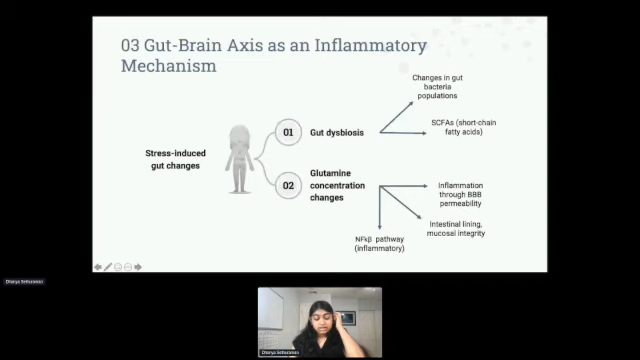 03 Gut-Brain Axis as an Inflammatory
Mechanism
Changes in gut
bacteria
populations
01
Gut dysbiosis
SCFAs (short-chain
fatty acids)
Stress-induced
gut changes
02
Glutamine
concentration
changes
Inflammation
through BBB
permeability
Intestinal lining,
mucosal integrity
NFκβ pathway
(inflammatory)